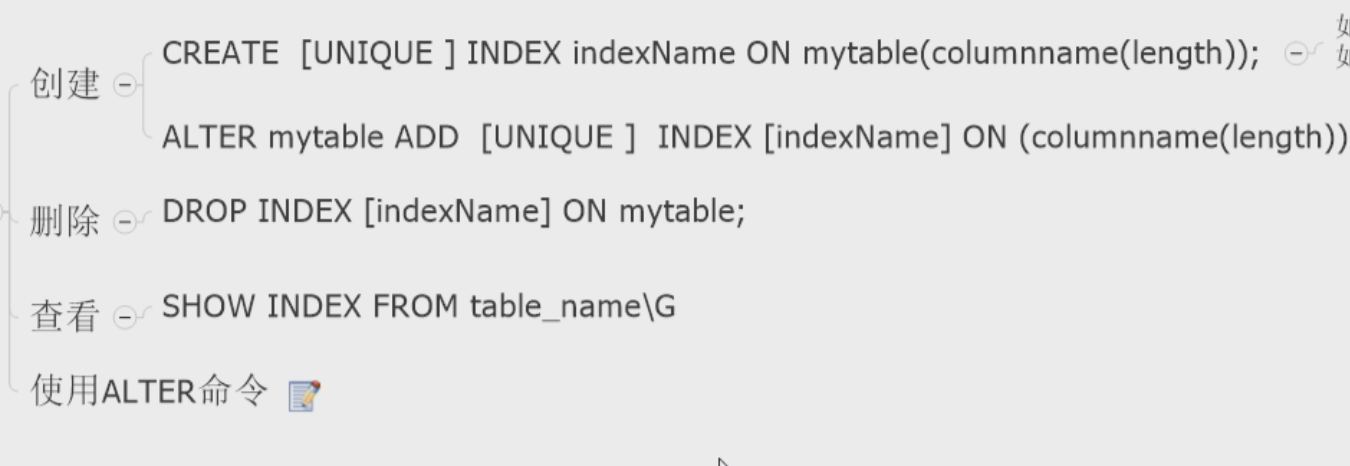 创建
CREATE  [UNIQUE ] INDEX indexName ON mytable(columnname(length));
ALTER mytable ADD  [UNIQUE ]  INDEX [indexName] ON (columnname(length))
删除
DROP INDEX [indexName] ON mytable;
查看
SHOW INDEX FROM table_name\G
使用ALTER命令